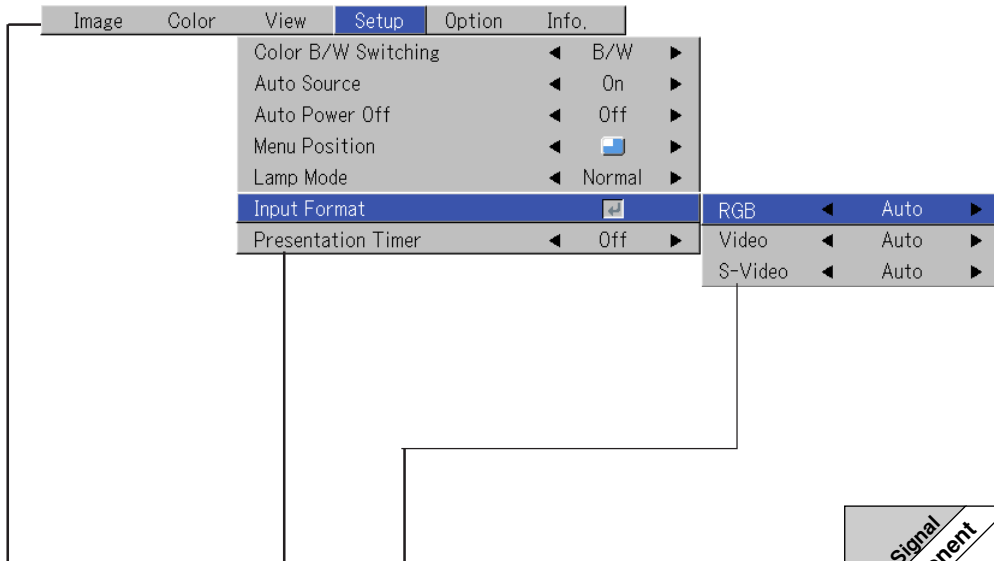 Image Color View Setup Option Info.
Color B/W Switching B/W
Auto Source On
Auto Power Off Off
Menu Position
Lamp Mode Normal
Input Format
Presentation Timer Off
RGB Auto
Video Auto
S-Video Auto
Signal